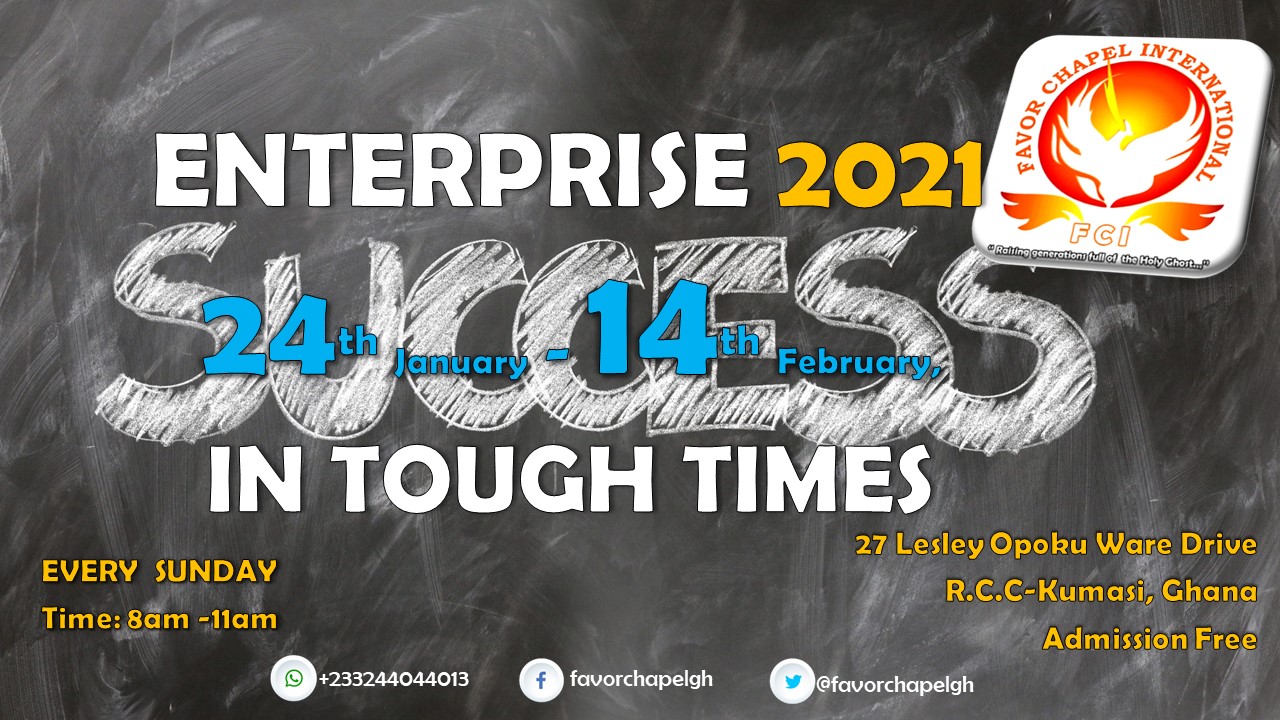 FAVOR CHAPEL INTERNATIONAL
FCI
"Raising generations full of the Holy Ghost..."
ENTERPRISE 2021
SUCCESS
24th January - 14th February,
IN TOUGH TIMES
EVERY SUNDAY
Time: 8am -11am
27 Lesley Opoku Ware Drive
R.C.C-Kumasi, Ghana
Admission Free
+233244044013
favorchapelgh
@favorchapelgh